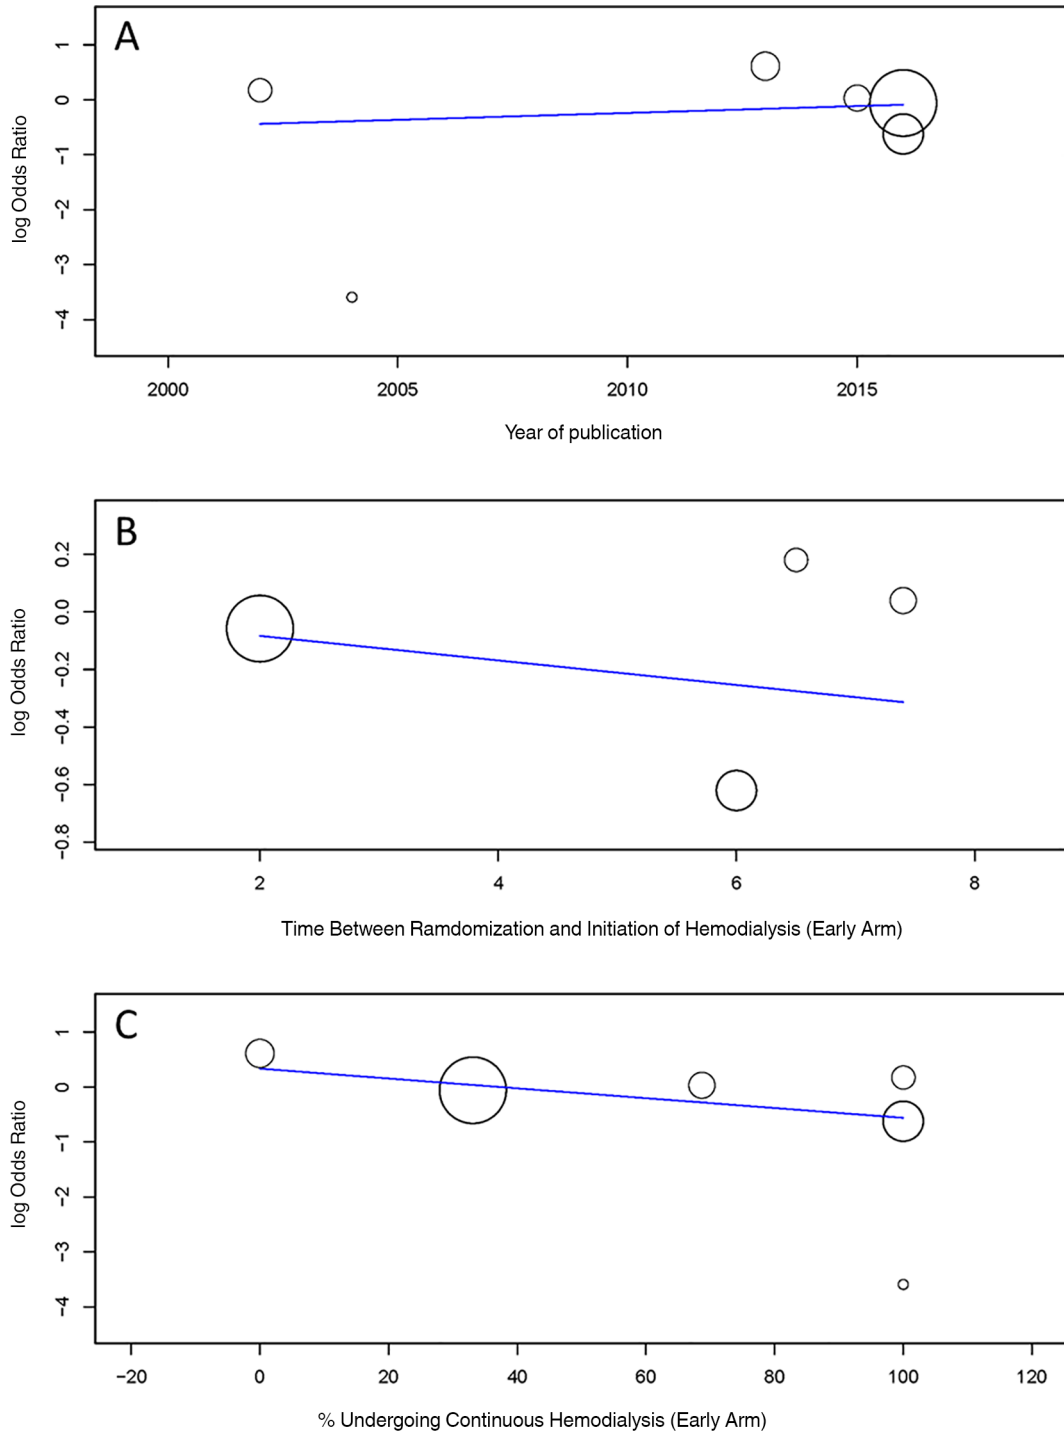 A
1
0
−1
−2
−3
−4
log Odds Ratio
2000 2005 2010 2015
Year of publication
B
0.2
0.0
−0.2
−0.4
−0.6
−0.8
log Odds Ratio
2 4 6 8
Time Between Ramdomization and Initiation of Hemodialysis (Early Arm)
C
1
0
−1
−2
−3
−4
log Odds Ratio
−20 0 20 40 60 80 100 120
% Undergoing Continuous Hemodialysis (Early Arm)